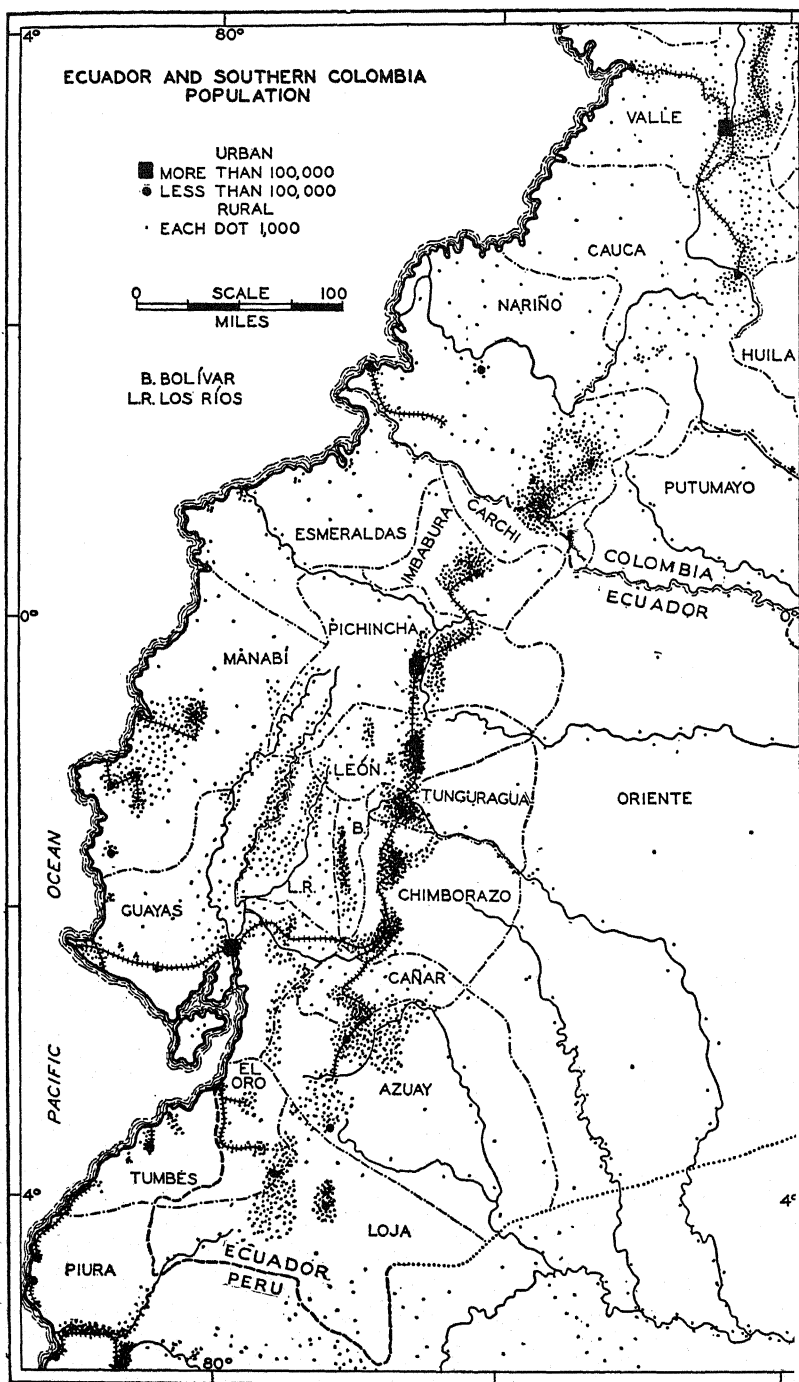 4°
80°
ECUADOR AND SOUTHERN COLOMBIA
POPULATION
URBAN
MORE THAN 100,000
LESS THAN 100,000
RURAL
EACH DOT 1,000
0 SCALE 100
MILES
B. BOLÍVAR
L.R. LOS RÍOS
VALLE
CAUCA
NARIÑO
HUILA
PUTUMAYO
ESMERALDAS
IMBABURA
CARCHI
COLOMBIA
ECUADOR
0°
0°
PICHINCHA
MANABÍ
LEÓN
TUNGURAGUA
ORIENTE
B.
OCEAN
L.R.
CHIMBORAZO
GUAYAS
CAÑAR
PACIFIC
EL
ORO
AZUAY
TUMBES
4°
4°
LOJA
PIURA
ECUADOR
PERU
80°